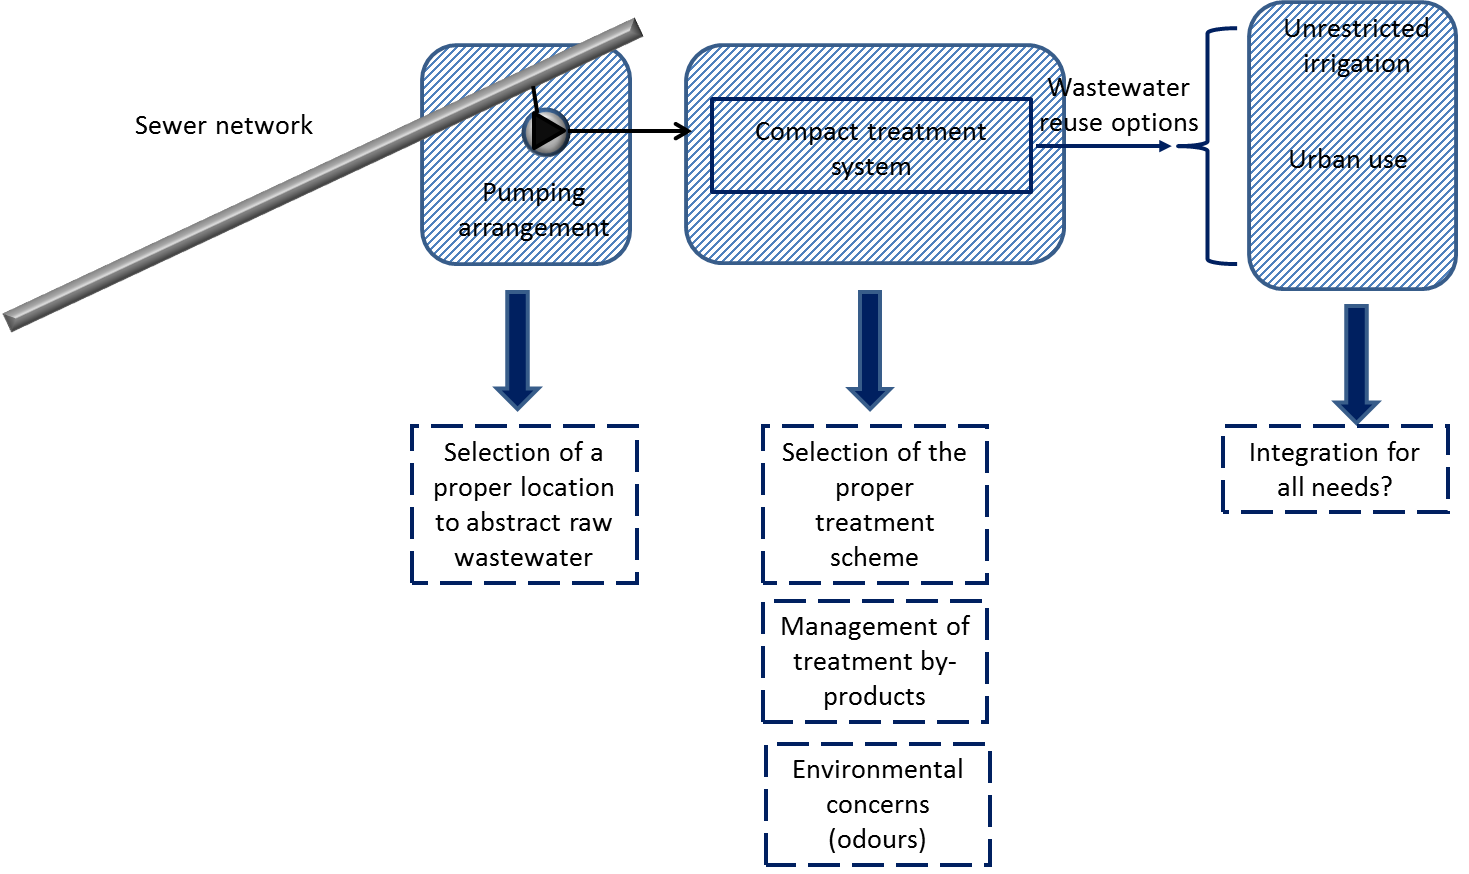 Sewer network
Pumping
arrangement
Compact treatment
system
Wastewater
reuse options
Unrestricted
irrigation
Urban use
Selection of a
proper location
to abstract raw
wastewater
Selection of the
proper
treatment
scheme
Management of
treatment by-
products
Environmental
concerns
(odours)
Integration for
all needs?